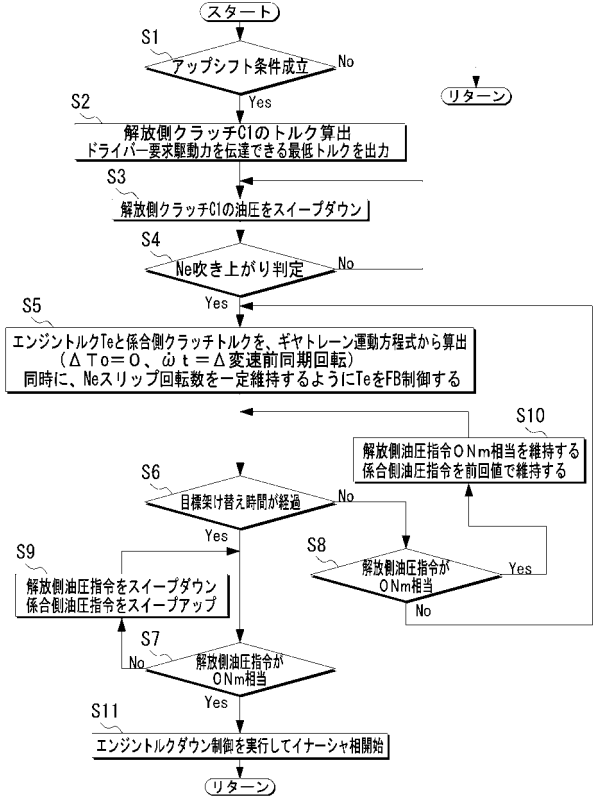 スタート
S1
アップシフト条件成立
No
Yes
リターン
S2
解放側クラッチC1のトルク算出
ドライバー要求駆動力を伝達できる最低トルクを出力
S3
解放側クラッチC1の油圧をスイープダウン
S4
Ne吹き上がり判定
No
Yes
S5
エンジントルクTeと係合側クラッチトルクを、ギヤトレーン運動方程式から算出
(ΔTo=0、ω̇t=Δ変速前同期回転)
同時に、Neスリップ回転数を一定維持するようにTeをFB制御する
S10
解放側油圧指令0Nm相当を維持する
係合側油圧指令を前回値で維持する
S6
目標架け替え時間が経過
No
Yes
S8
解放側油圧指令が
0Nm相当
Yes
No
S9
解放側油圧指令をスイープダウン
係合側油圧指令をスイープアップ
S7
解放側油圧指令が
0Nm相当
No
Yes
S11
エンジントルクダウン制御を実行してイナーシャ相開始
リターン